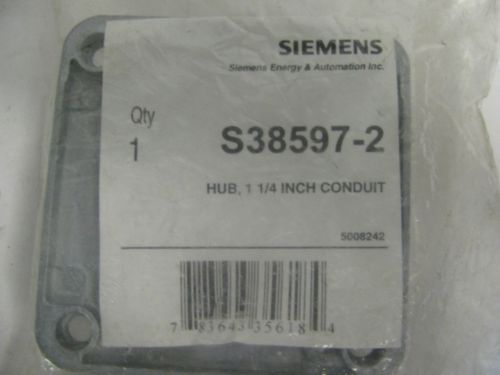 SIEMENS
Siemens Energy & Automation Inc.
Qty
1
S38597-2
HUB, 1 1/4 INCH CONDUIT
5008242
7 83643 35618 4